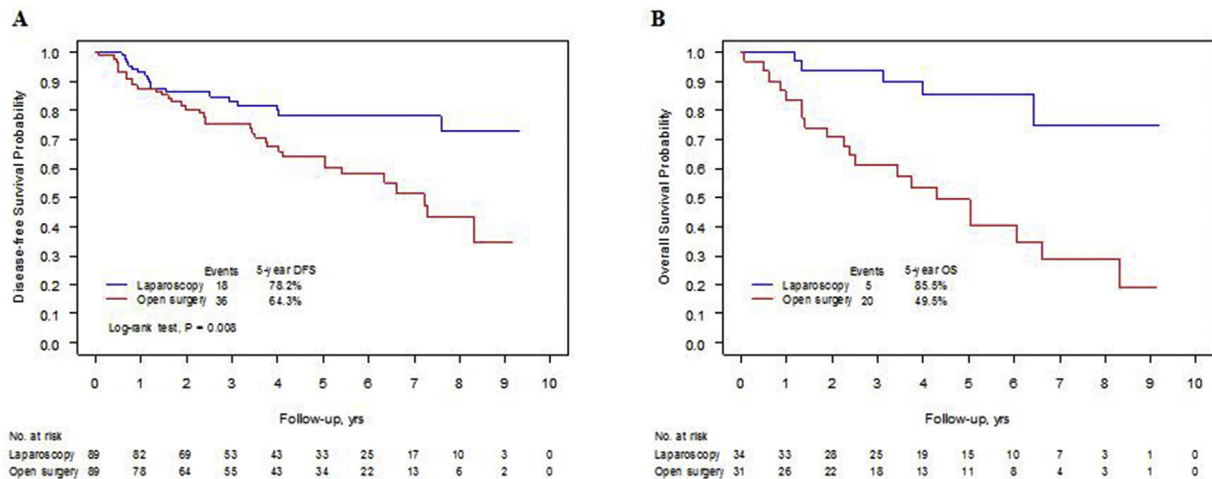 A
Disease-free Survival Probability
1.0
0.9
0.8
0.7
0.6
0.5
0.4
0.3
0.2
0.1
0.0
Events 5-year DFS
Laparoscopy 18 78.2%
Open surgery 36 64.3%
Log-rank test, P = 0.008
0 1 2 3 4 5 6 7 8 9 10
Follow-up, yrs
No. at risk
Laparoscopy 89 82 69 53 43 33 25 17 10 3 0
Open surgery 89 78 64 55 43 34 22 13 6 2 0
B
Overall Survival Probability
1.0
0.9
0.8
0.7
0.6
0.5
0.4
0.3
0.2
0.1
0.0
Events 5-year OS
Laparoscopy 5 85.5%
Open surgery 20 49.5%
0 1 2 3 4 5 6 7 8 9 10
Follow-up, yrs
No. at risk
Laparoscopy 34 33 28 25 19 15 10 7 3 1 0
Open surgery 31 26 22 18 13 11 8 4 3 1 0